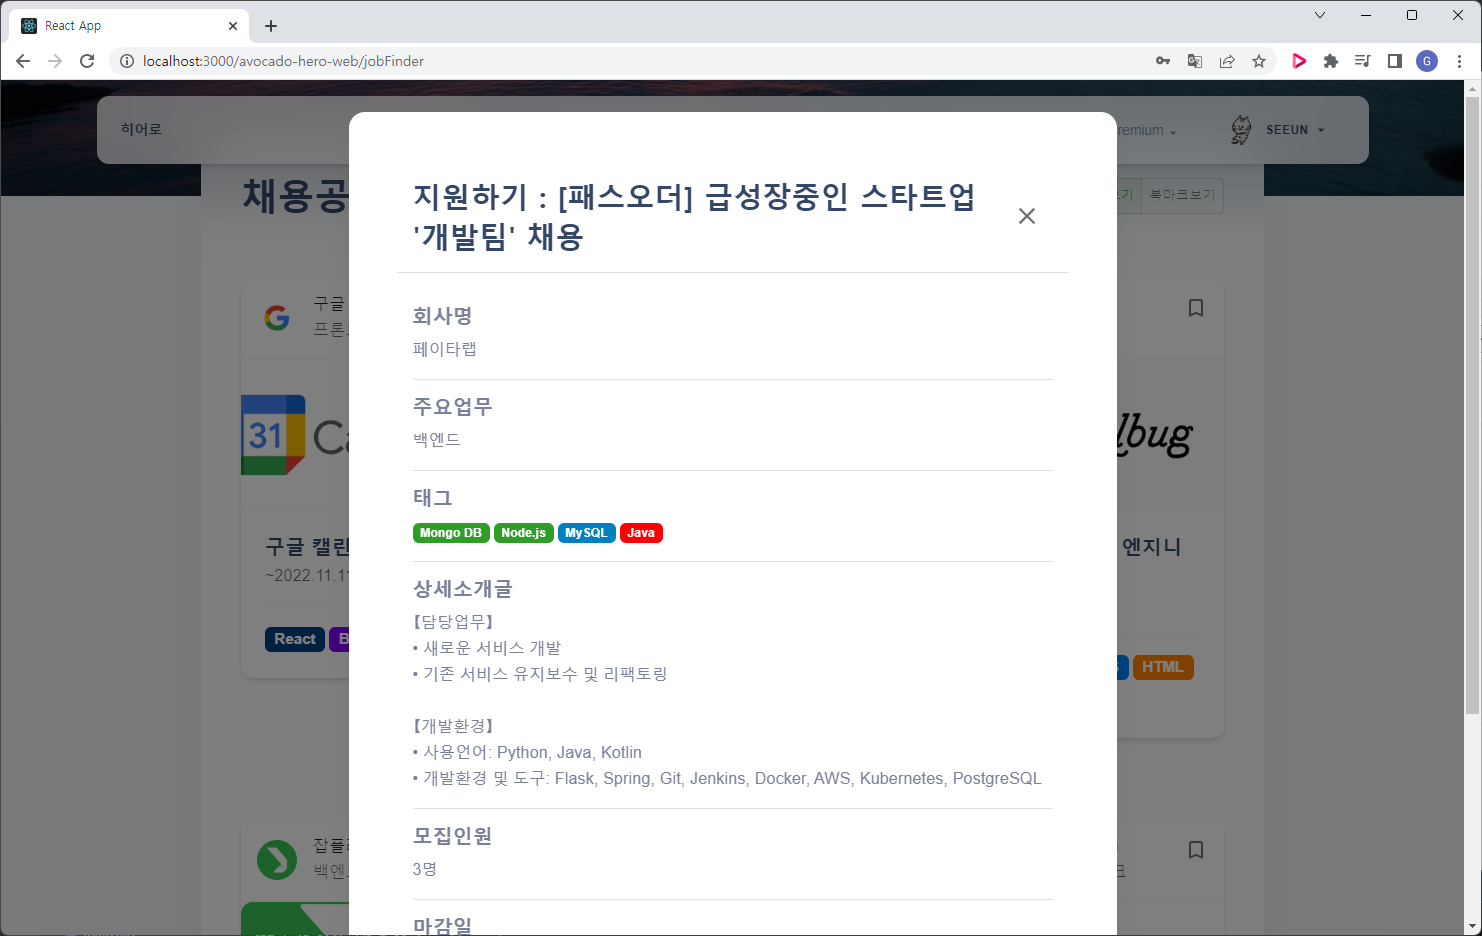 React App
localhost:3000/avocado-hero-web/jobFinder
G
히어로
remium
SEEUN
채용공
보기
북마크보기
지원하기 : [패스오더] 급성장중인 스타트업
'개발팀' 채용
회사명
페이타랩
주요업무
백엔드
태그
Mongo DB Node.js MySQL Java
상세소개글
【담당업무】
• 새로운 서비스 개발
• 기존 서비스 유지보수 및 리팩토링
【개발환경】
• 사용언어: Python, Java, Kotlin
• 개발환경 및 도구: Flask, Spring, Git, Jenkins, Docker, AWS, Kubernetes, PostgreSQL
모집인원
3명
마감일
구글
프론
31
Ca
구글 캘린
~2022.11.11
React B
lbug
엔지니
S HTML
잡플
백엔
크